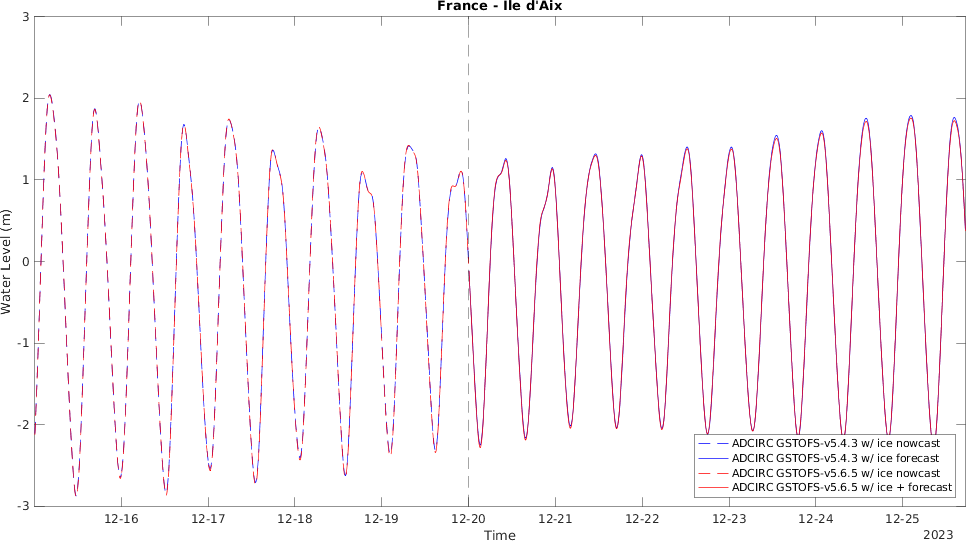 France - Ile d'Aix
3
2
1
0
-1
-2
-3
Water Level (m)
12-16
12-17
12-18
12-19
12-20
12-21
12-22
12-23
12-24
12-25
Time
2023
ADCIRC GSTOFS-v5.4.3 w/ ice nowcast
ADCIRC GSTOFS-v5.4.3 w/ ice forecast
ADCIRC GSTOFS-v5.6.5 w/ ice nowcast
ADCIRC GSTOFS-v5.6.5 w/ ice + forecast